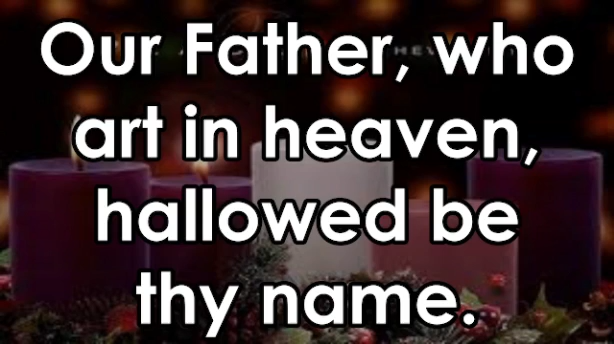 Our Father, who
art in heaven,
hallowed be
thy name.